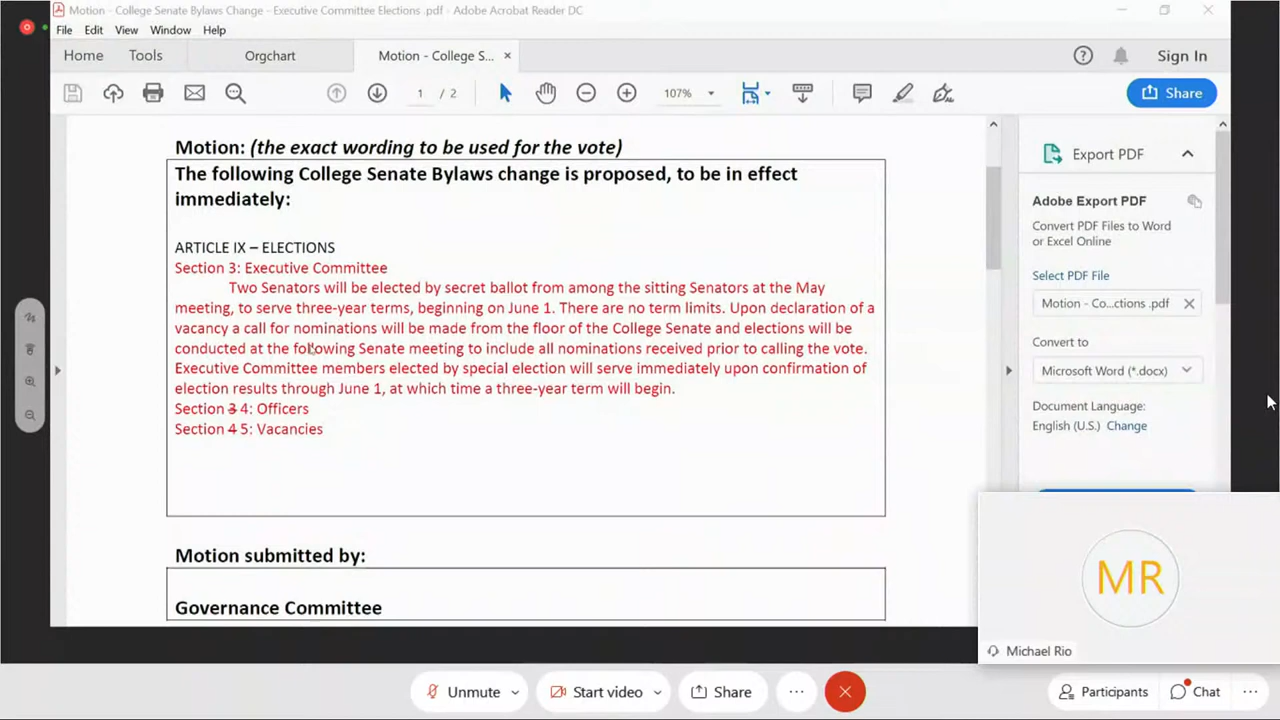 Motion - College Senate Bylaws Change - Executive Committee Elections .pdf - Adobe Acrobat Reader DC
File Edit View Window Help
Home Tools Orgchart Motion - College S... × Sign In
1 / 2 107% Share
Motion: (the exact wording to be used for the vote)
The following College Senate Bylaws change is proposed, to be in effect
immediately:
ARTICLE IX – ELECTIONS
Section 3: Executive Committee
Two Senators will be elected by secret ballot from among the sitting Senators at the May
meeting, to serve three-year terms, beginning on June 1. There are no term limits. Upon declaration of a
vacancy a call for nominations will be made from the floor of the College Senate and elections will be
conducted at the following Senate meeting to include all nominations received prior to calling the vote.
Executive Committee members elected by special election will serve immediately upon confirmation of
election results through June 1, at which time a three-year term will begin.
Section 3 4: Officers
Section 4 5: Vacancies
Motion submitted by:
Governance Committee
Export PDF
Adobe Export PDF
Convert PDF Files to Word
or Excel Online
Select PDF File
Motion - Co...ctions .pdf
Convert to
Microsoft Word (*.docx)
Document Language:
English (U.S.) Change
MR
Michael Rio
Unmute Start video Share ... Participants Chat ...